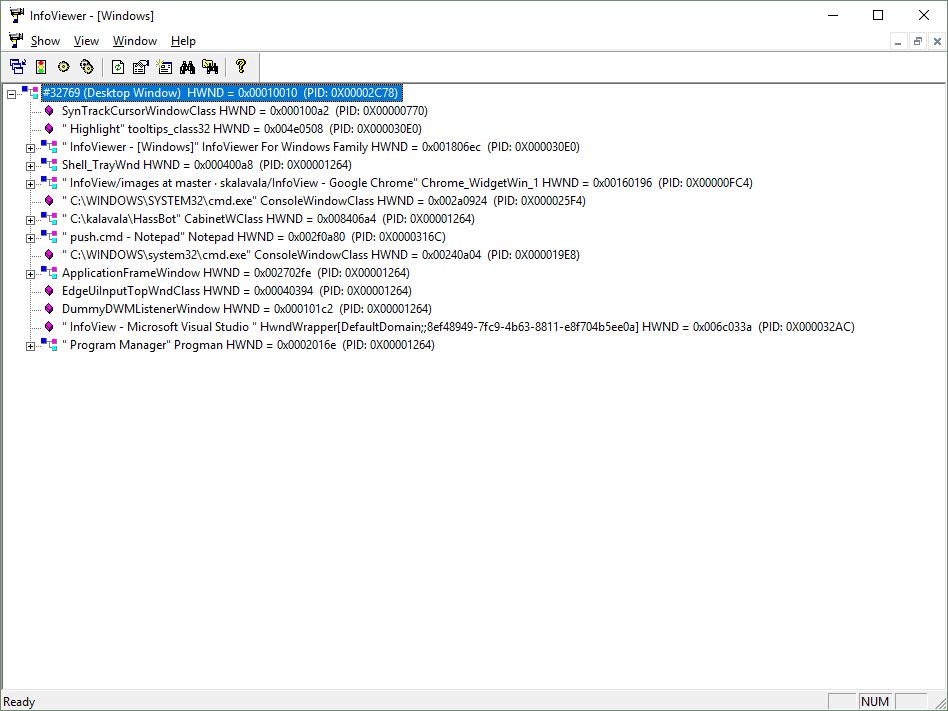 InfoViewer - [Windows]
Show View Window Help
#32769 (Desktop Window) HWND = 0x00010010 (PID: 0X00002C78)
SynTrackCursorWindowClass HWND = 0x000100a2 (PID: 0X00000770)
" Highlight" tooltips_class32 HWND = 0x004e0508 (PID: 0X000030E0)
" InfoViewer - [Windows]" InfoViewer For Windows Family HWND = 0x001806ec (PID: 0X000030E0)
Shell_TrayWnd HWND = 0x000400a8 (PID: 0X00001264)
" InfoView/images at master · skalavala/InfoView - Google Chrome" Chrome_WidgetWin_1 HWND = 0x00160196 (PID: 0X00000FC4)
" C:\WINDOWS\SYSTEM32\cmd.exe" ConsoleWindowClass HWND = 0x002a0924 (PID: 0X000025F4)
" C:\kalavala\HassBot" CabinetWClass HWND = 0x008406a4 (PID: 0X00001264)
" push.cmd - Notepad" Notepad HWND = 0x002f0a80 (PID: 0X0000316C)
" C:\WINDOWS\system32\cmd.exe" ConsoleWindowClass HWND = 0x00240a04 (PID: 0X000019E8)
ApplicationFrameWindow HWND = 0x002702fe (PID: 0X00001264)
EdgeUiInputTopWndClass HWND = 0x00040394 (PID: 0X00001264)
DummyDWMListenerWindow HWND = 0x000101c2 (PID: 0X00001264)
" InfoView - Microsoft Visual Studio " HwndWrapper[DefaultDomain;;8ef48949-7fc9-4b63-8811-e8f704b5ee0a] HWND = 0x006c033a (PID: 0X000032AC)
" Program Manager" Progman HWND = 0x0002016e (PID: 0X00001264)
Ready NUM